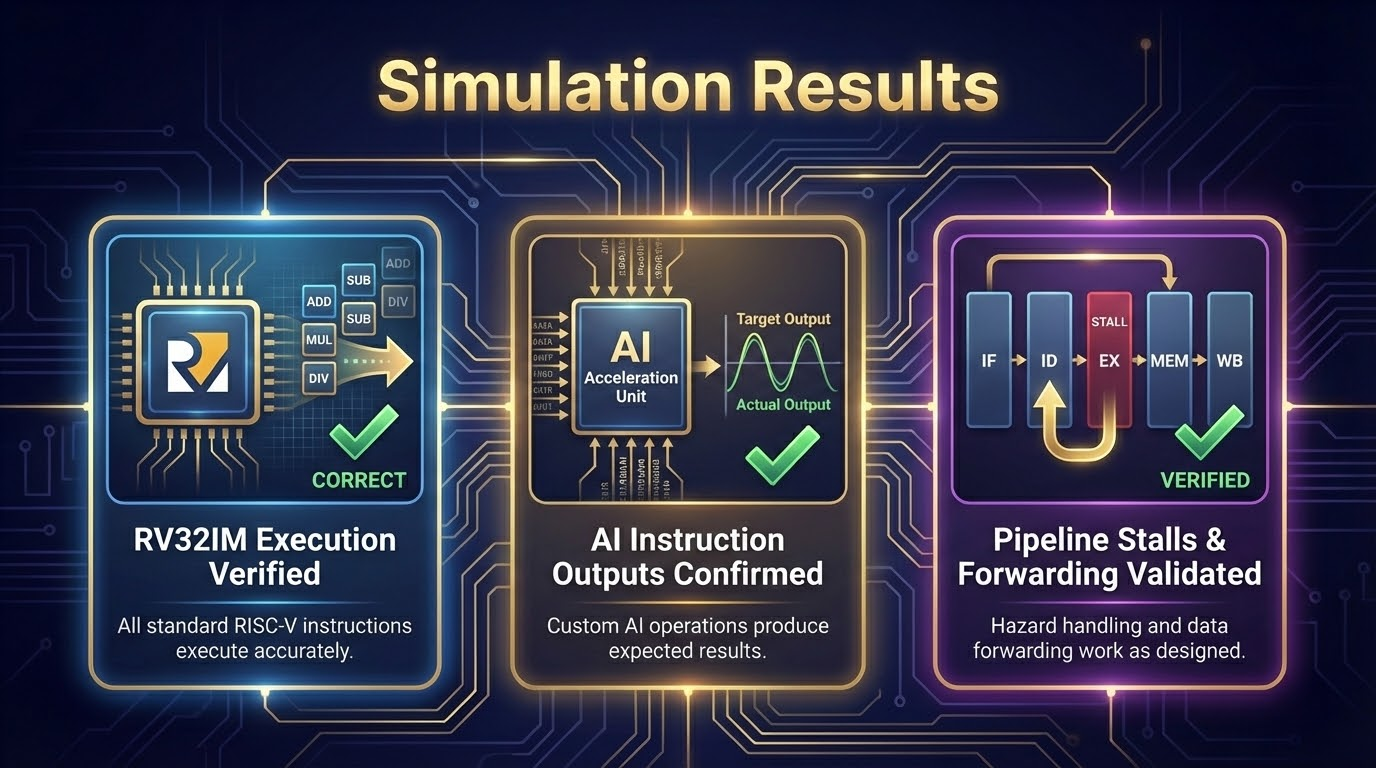 Simulation Results
ADD
SUB
ADD
DIV
SUB
MUL
DIV
CORRECT
RV32IM Execution
Verified
All standard RISC-V instructions
execute accurately.
AI
Acceleration
Unit
Target Output
Actual Output
AI Instruction
Outputs Confirmed
Custom AI operations produce
expected results.
STALL
IF
ID
EX
MEM
WB
VERIFIED
Pipeline Stalls &
Forwarding Validated
Hazard handling and data
forwarding work as designed.